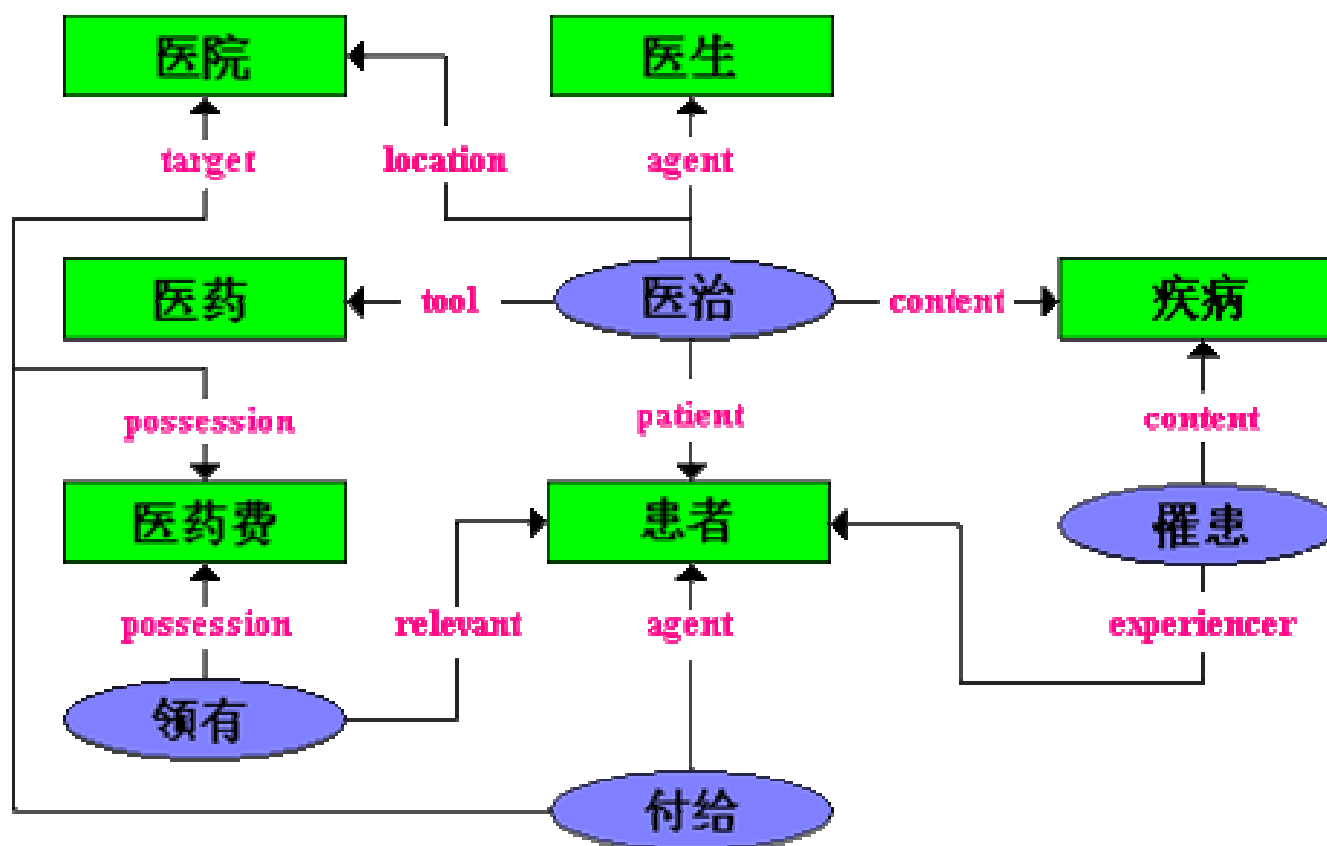 医院
医生
target
location
agent
医药
tool
医治
content
疾病
possession
patient
content
医药费
患者
罹患
possession
relevant
agent
experiencer
领有
付给